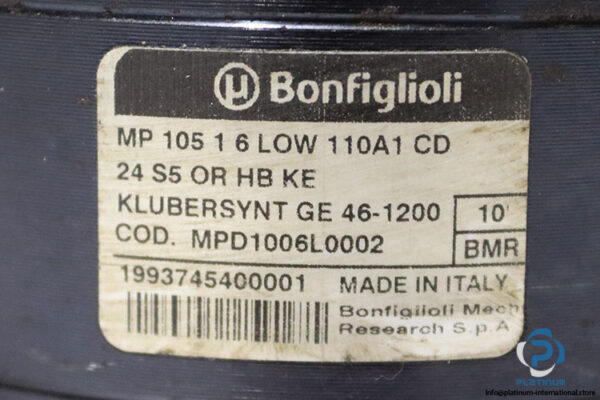 μ Bonfiglioli
MP 105 1 6 LOW 110A1 CD
24 S5 OR HB KE
KLUBERSYNT GE 46-1200
10'
COD. MPD1006L0002
BMR
1993745400001
MADE IN ITALY
Bonfiglioli Mech
Research S.p.A
PLATINUM
info@platinum-international.store